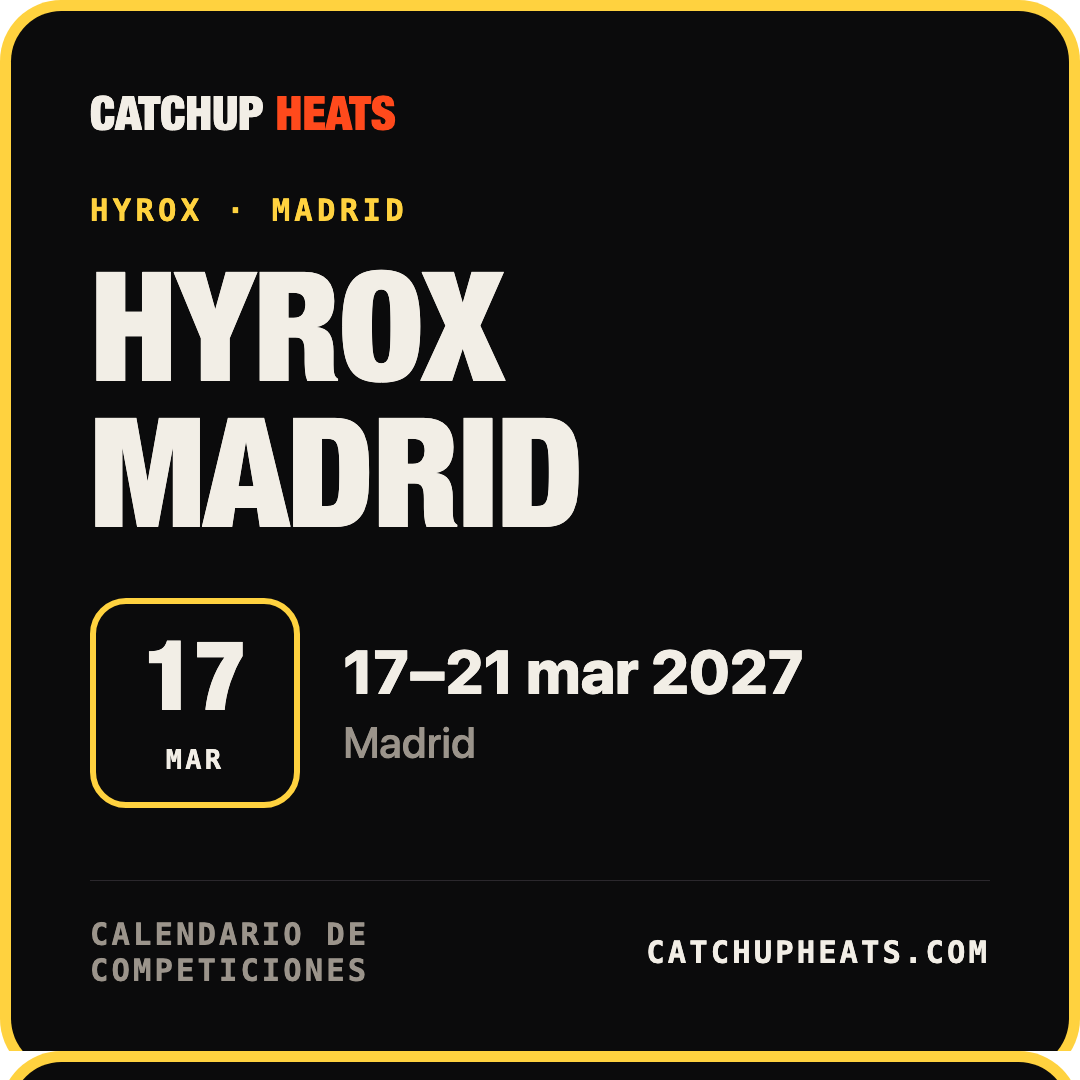 CATCHUP HEATS
HYROX · MADRID
HYROX
MADRID
17
MAR
17–21 mar 2027
Madrid
CALENDARIO DE
COMPETICIONES
CATCHUPHEATS.COM